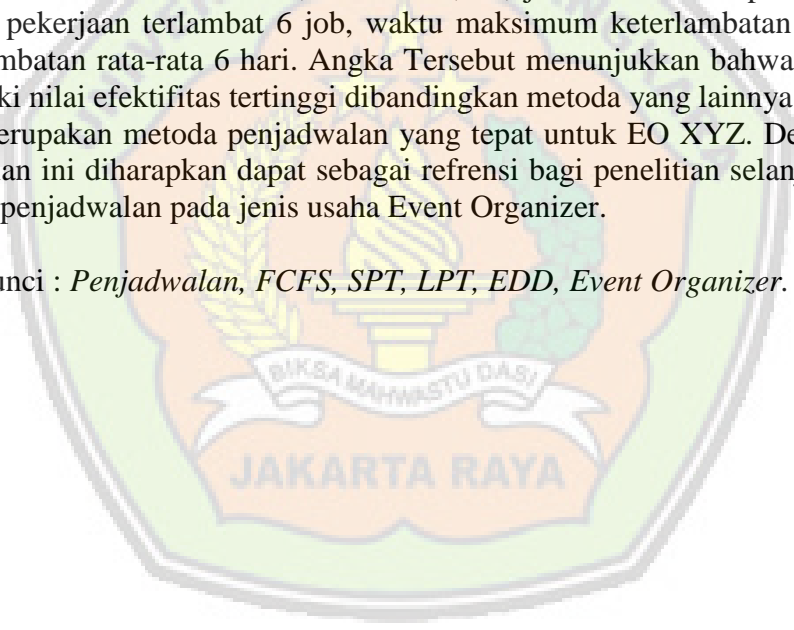 pekerjaan terlambat 6 job, waktu maksimum keterlambatan
mbatan rata-rata 6 hari. Angka Tersebut menunjukkan bahwa
ki nilai efektifitas tertinggi dibandingkan metoda yang lainnya
erupakan metoda penjadwalan yang tepat untuk EO XYZ. De
an ini diharapkan dapat sebagai refrensi bagi penelitian selan
penjadwalan pada jenis usaha Event Organizer.
unci : Penjadwalan, FCFS, SPT, LPT, EDD, Event Organizer.
BIKSA MAHWASTU DASI
JAKARTA RAYA